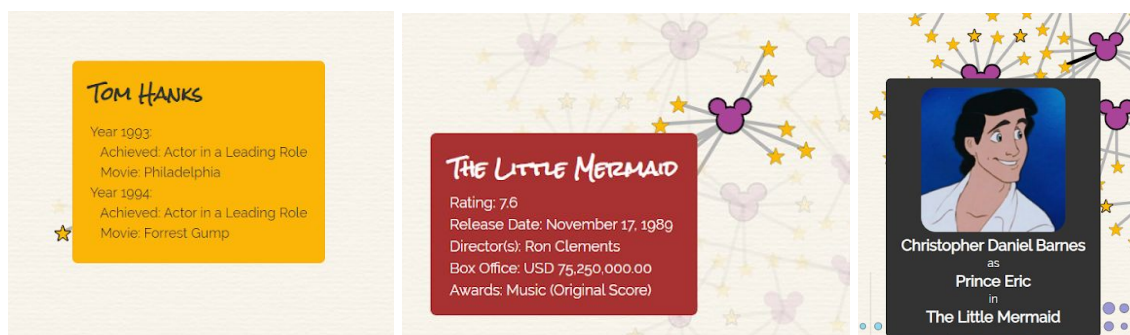 Tom Hanks
Year 1993:
Achieved: Actor in a Leading Role
Movie: Philadelphia
Year 1994:
Achieved: Actor in a Leading Role
Movie: Forrest Gump
The Little Mermaid
Rating: 7.6
Release Date: November 17, 1989
Director(s): Ron Clements
Box Office: USD 75,250,000.00
Awards: Music (Original Score)
Christopher Daniel Barnes
as
Prince Eric
in
The Little Mermaid